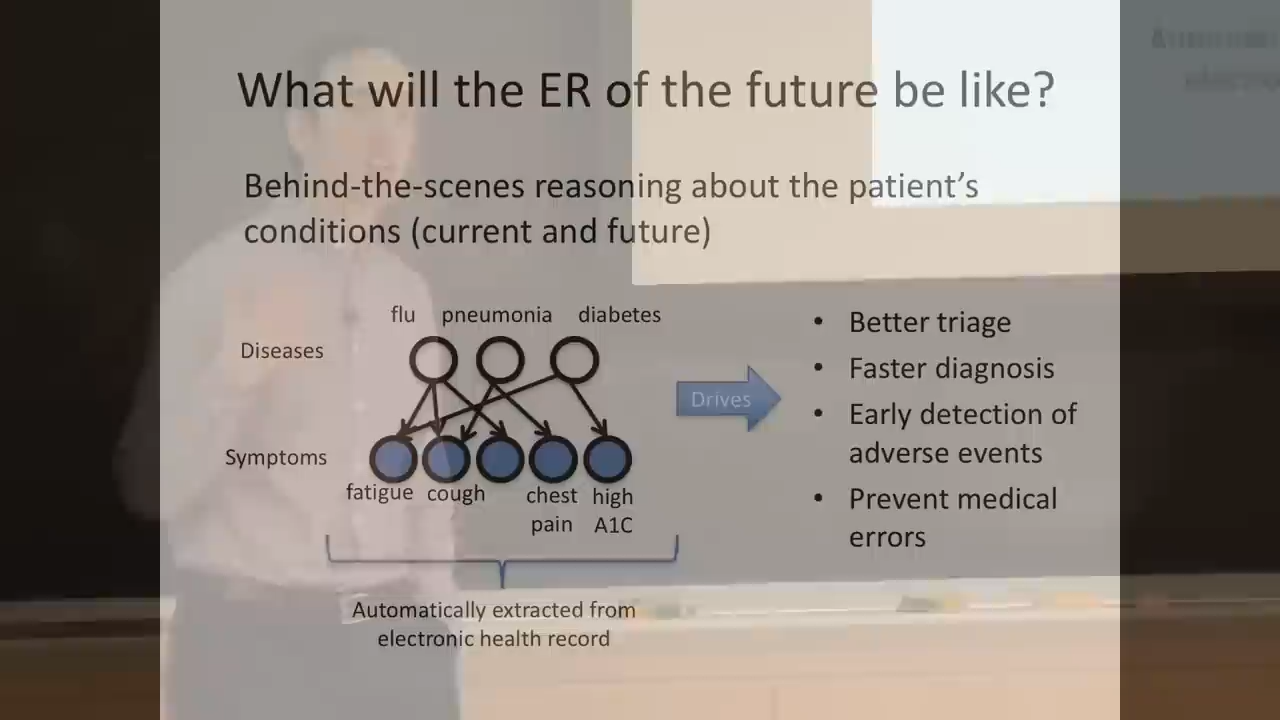 What will the ER of the future be like?
Behind-the-scenes reasoning about the patient's
conditions (current and future)
flu pneumonia diabetes
Diseases
Symptoms
fatigue cough chest pain high A1C
Automatically extracted from
electronic health record
Drives
• Better triage
• Faster diagnosis
• Early detection of
adverse events
• Prevent medical
errors